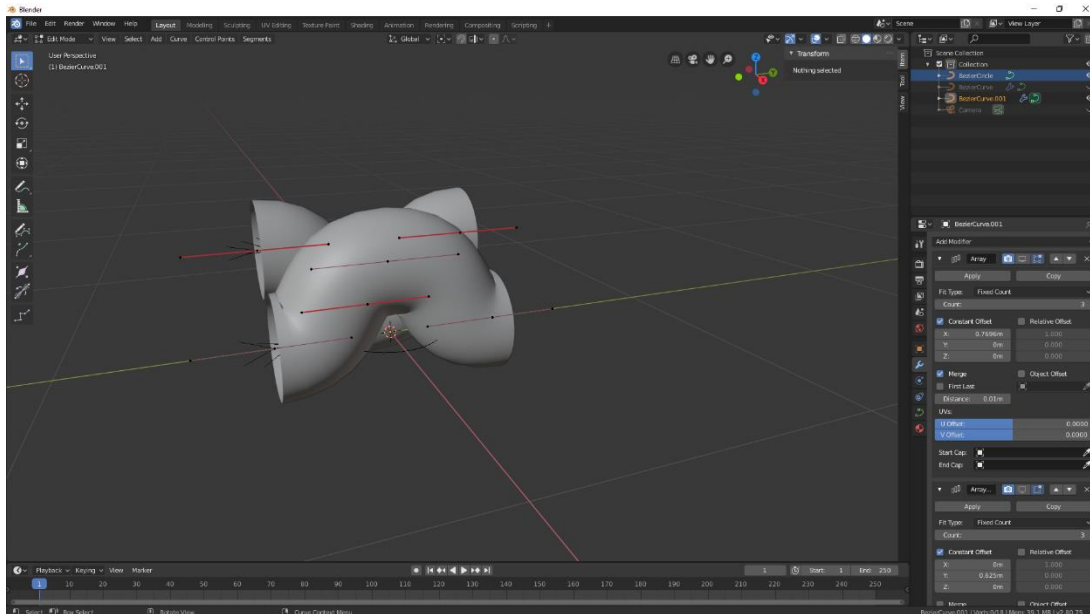 Blender
File Edit Render Window Help Layout Modeling Sculpting UV Editing Texture Paint Shading Animation Rendering Compositing Scripting + Scene View Layer
Edit Mode View Select Add Curve Control Points Segments Global
User Perspective
(1) BezierCurve.001
Transform
Nothing selected
Item
Tool
View
Scene Collection
Collection
BezierCircle
BezierCurve
BezierCurve.001
Camera
BezierCurve.001
Add Modifier
Array
Apply Copy
Fit Type: Fixed Count
Count: 3
Constant Offset Relative Offset
X: 0.7696m 1.000
Y: 0m 0.000
Z: 0m 0.000
Merge Object Offset
First Last
Distance: 0.01m
UVs:
U Offset: 0.0000
V Offset: 0.0000
Start Cap:
End Cap:
Array...
Apply Copy
Fit Type: Fixed Count
Count: 3
Constant Offset Relative Offset
X: 0m 1.000
Y: 0.625m 0.000
Z: 0m 0.000
Merge Object Offset
Playback Keying View Marker 1 Start: 1 End: 250
1 10 20 30 40 50 60 70 80 90 100 110 120 130 140 150 160 170 180 190 200 210 220 230 240 250
Select Box Select Rotate View Curve Context Menu